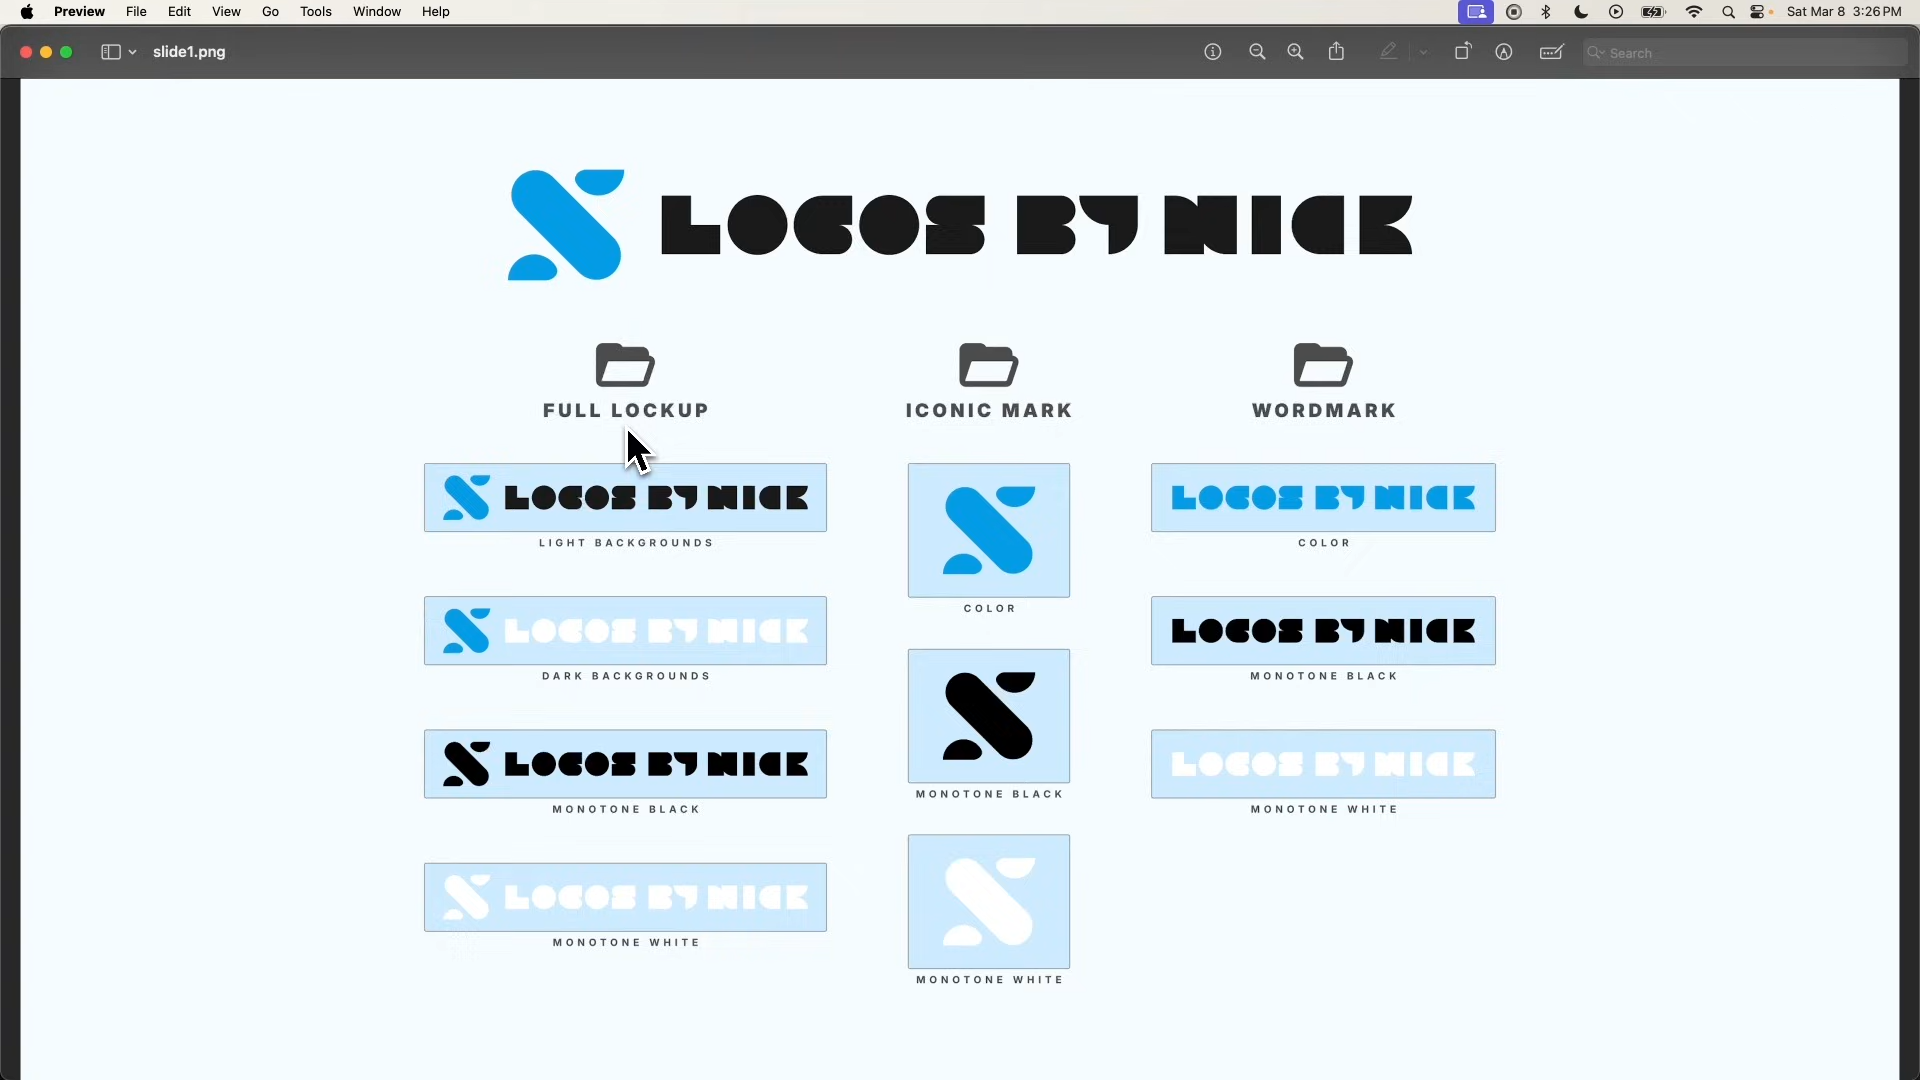 Preview File Edit View Go Tools Window Help Sat Mar 8 3:26 PM
slide1.png Search
LOGOS BY NICK
FULL LOCKUP
LOGOS BY NICK
LIGHT BACKGROUNDS
LOGOS BY NICK
DARK BACKGROUNDS
LOGOS BY NICK
MONOTONE BLACK
LOGOS BY NICK
MONOTONE WHITE
ICONIC MARK
COLOR
MONOTONE BLACK
MONOTONE WHITE
WORDMARK
LOGOS BY NICK
COLOR
LOGOS BY NICK
MONOTONE BLACK
LOGOS BY NICK
MONOTONE WHITE